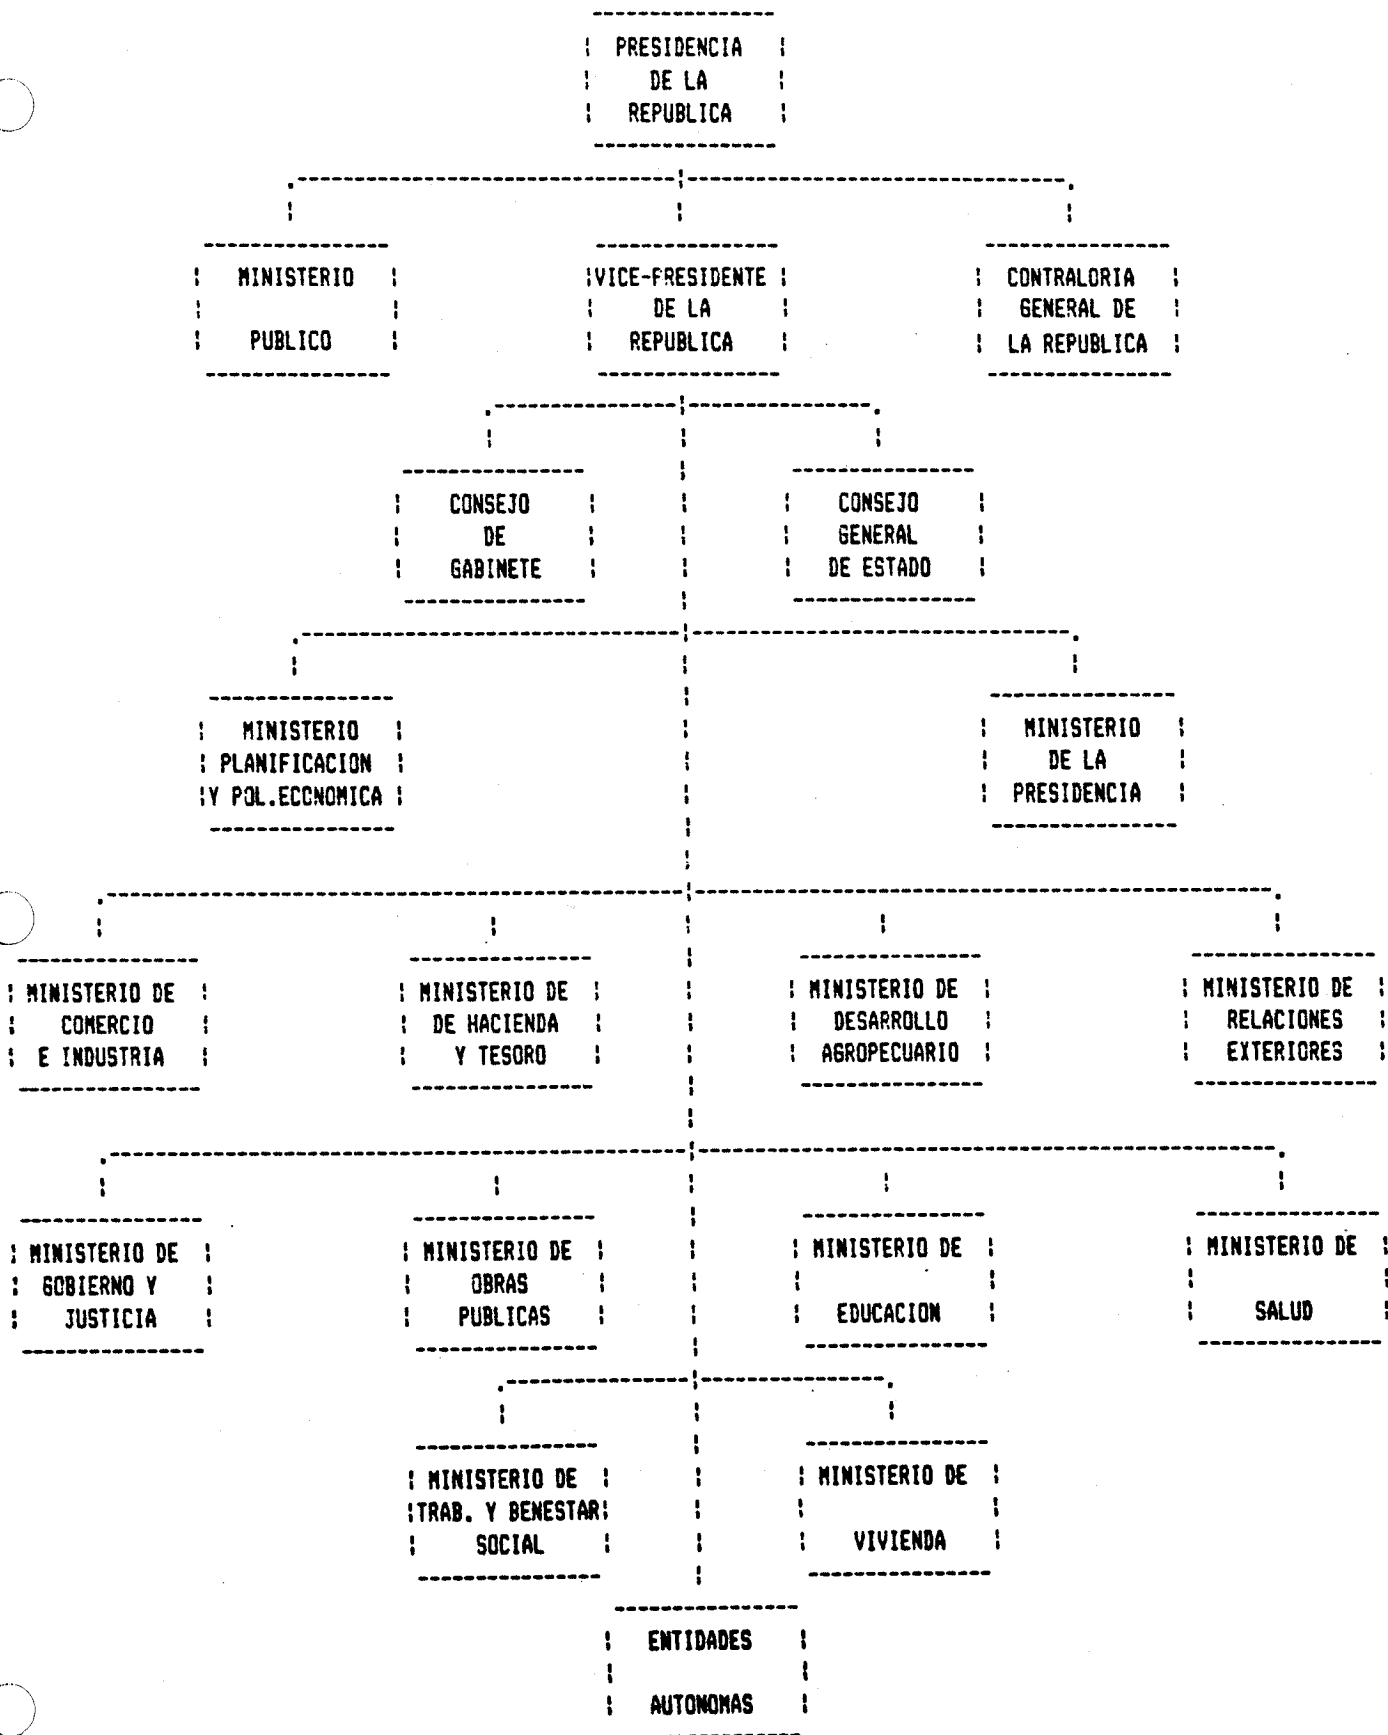 PRESIDENCIA
DE LA
REPUBLICA
MINISTERIO
PUBLICO
VICE-PRESIDENTE
DE LA
REPUBLICA
CONTRALORIA
GENERAL DE
LA REPUBLICA
CONSEJO
DE
GABINETE
CONSEJO
GENERAL
DE ESTADO
MINISTERIO
PLANIFICACION
Y POL.ECONOMICA
MINISTERIO
DE LA
PRESIDENCIA
MINISTERIO DE
COMERCIO
E INDUSTRIA
MINISTERIO DE
DE HACIENDA
Y TESORO
MINISTERIO DE
DESARROLLO
AGROPECUARIO
MINISTERIO DE
RELACIONES
EXTERIORES
MINISTERIO DE
GOBIERNO Y
JUSTICIA
MINISTERIO DE
OBRAS
PUBLICAS
MINISTERIO DE
EDUCACION
MINISTERIO DE
SALUD
MINISTERIO DE
TRAB. Y BENESTAR
SOCIAL
MINISTERIO DE
VIVIENDA
ENTIDADES
AUTONOMAS